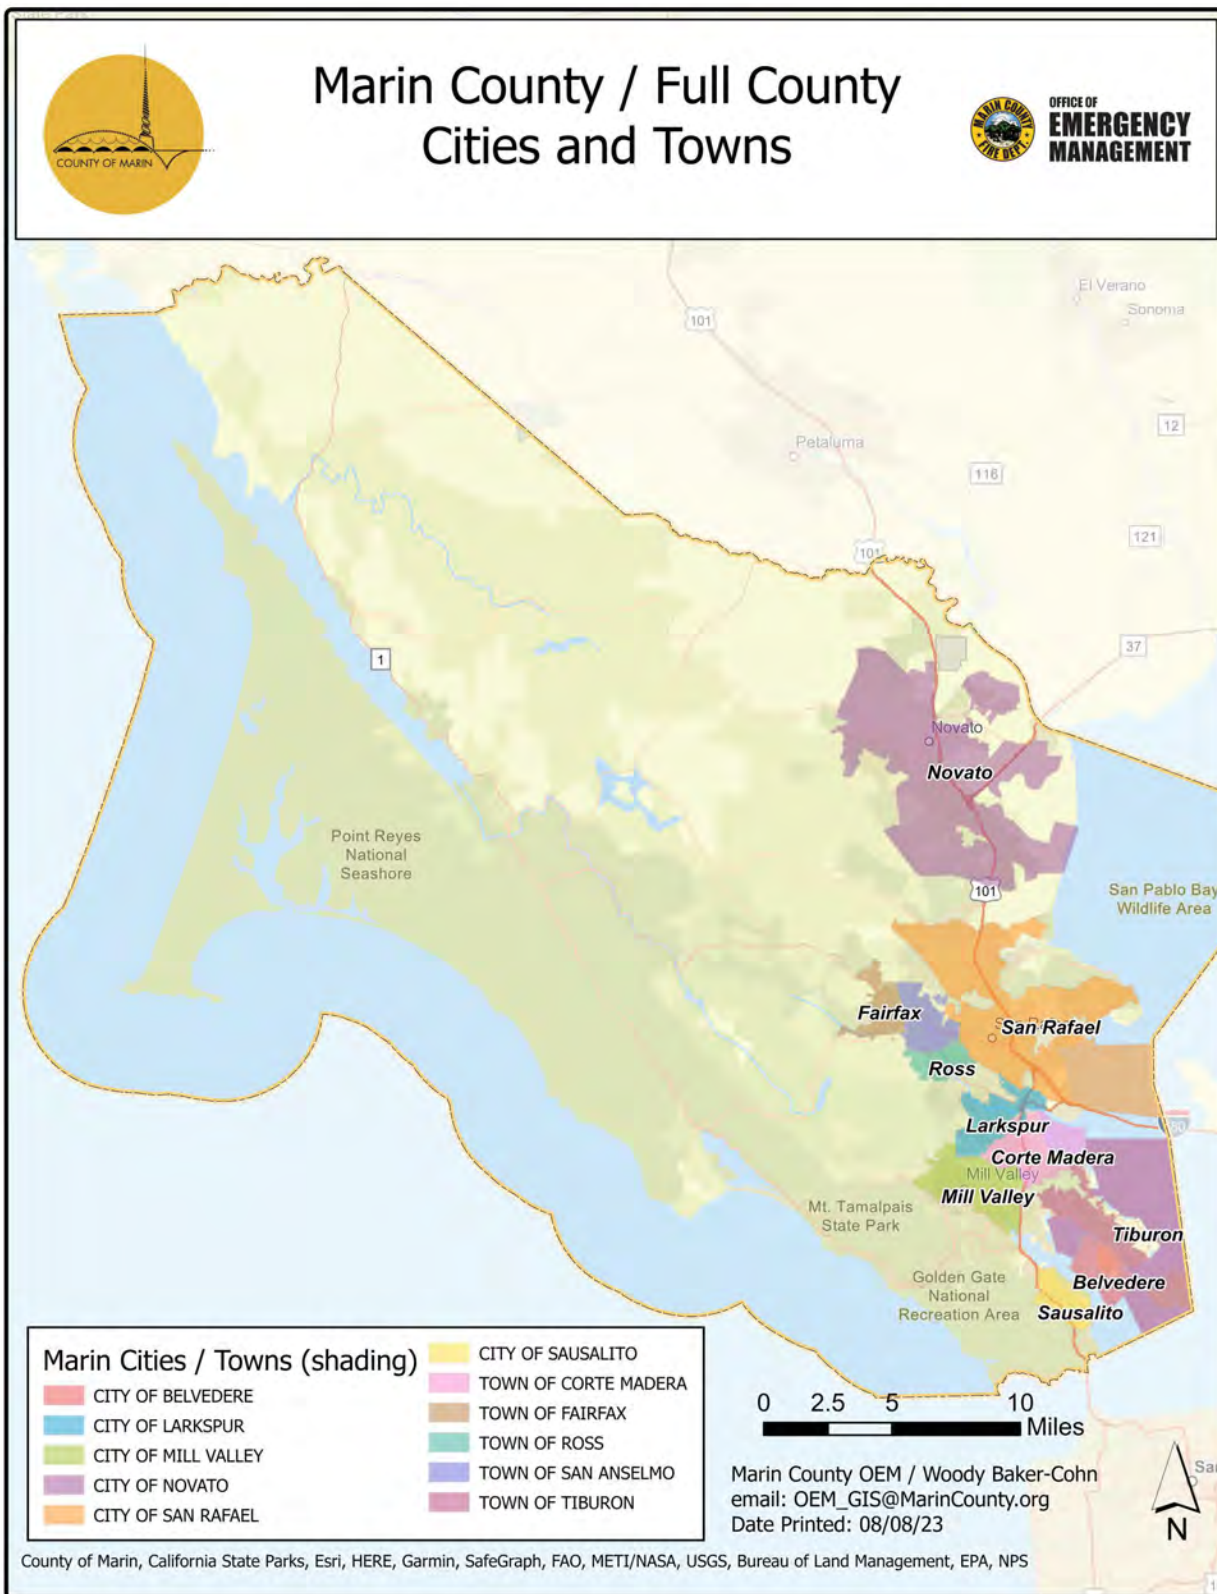 State Park
Marin County / Full County
Cities and Towns
COUNTY OF MARIN
MARIN COUNTY
FIRE DEPT.
OFFICE OF
EMERGENCY
MANAGEMENT
El Verano
Sonoma
101
12
Petaluma
116
121
101
37
1
Novato
Novato
Point Reyes
National
Seashore
101
San Pablo Bay
Wildlife Area
Fairfax
San Rafael
Ross
Larkspur
80
Corte Madera
Mill Valley
Mill Valley
Mt. Tamalpais
State Park
Tiburon
Golden Gate
National
Recreation Area
Belvedere
Sausalito
Marin Cities / Towns (shading)
CITY OF BELVEDERE
CITY OF LARKSPUR
CITY OF MILL VALLEY
CITY OF NOVATO
CITY OF SAN RAFAEL
CITY OF SAUSALITO
TOWN OF CORTE MADERA
TOWN OF FAIRFAX
TOWN OF ROSS
TOWN OF SAN ANSELMO
TOWN OF TIBURON
0 2.5 5 10
Miles
Marin County OEM / Woody Baker-Cohn
email: OEM_GIS@MarinCounty.org
Date Printed: 08/08/23
Sa
N
County of Marin, California State Parks, Esri, HERE, Garmin, SafeGraph, FAO, METI/NASA, USGS, Bureau of Land Management, EPA, NPS